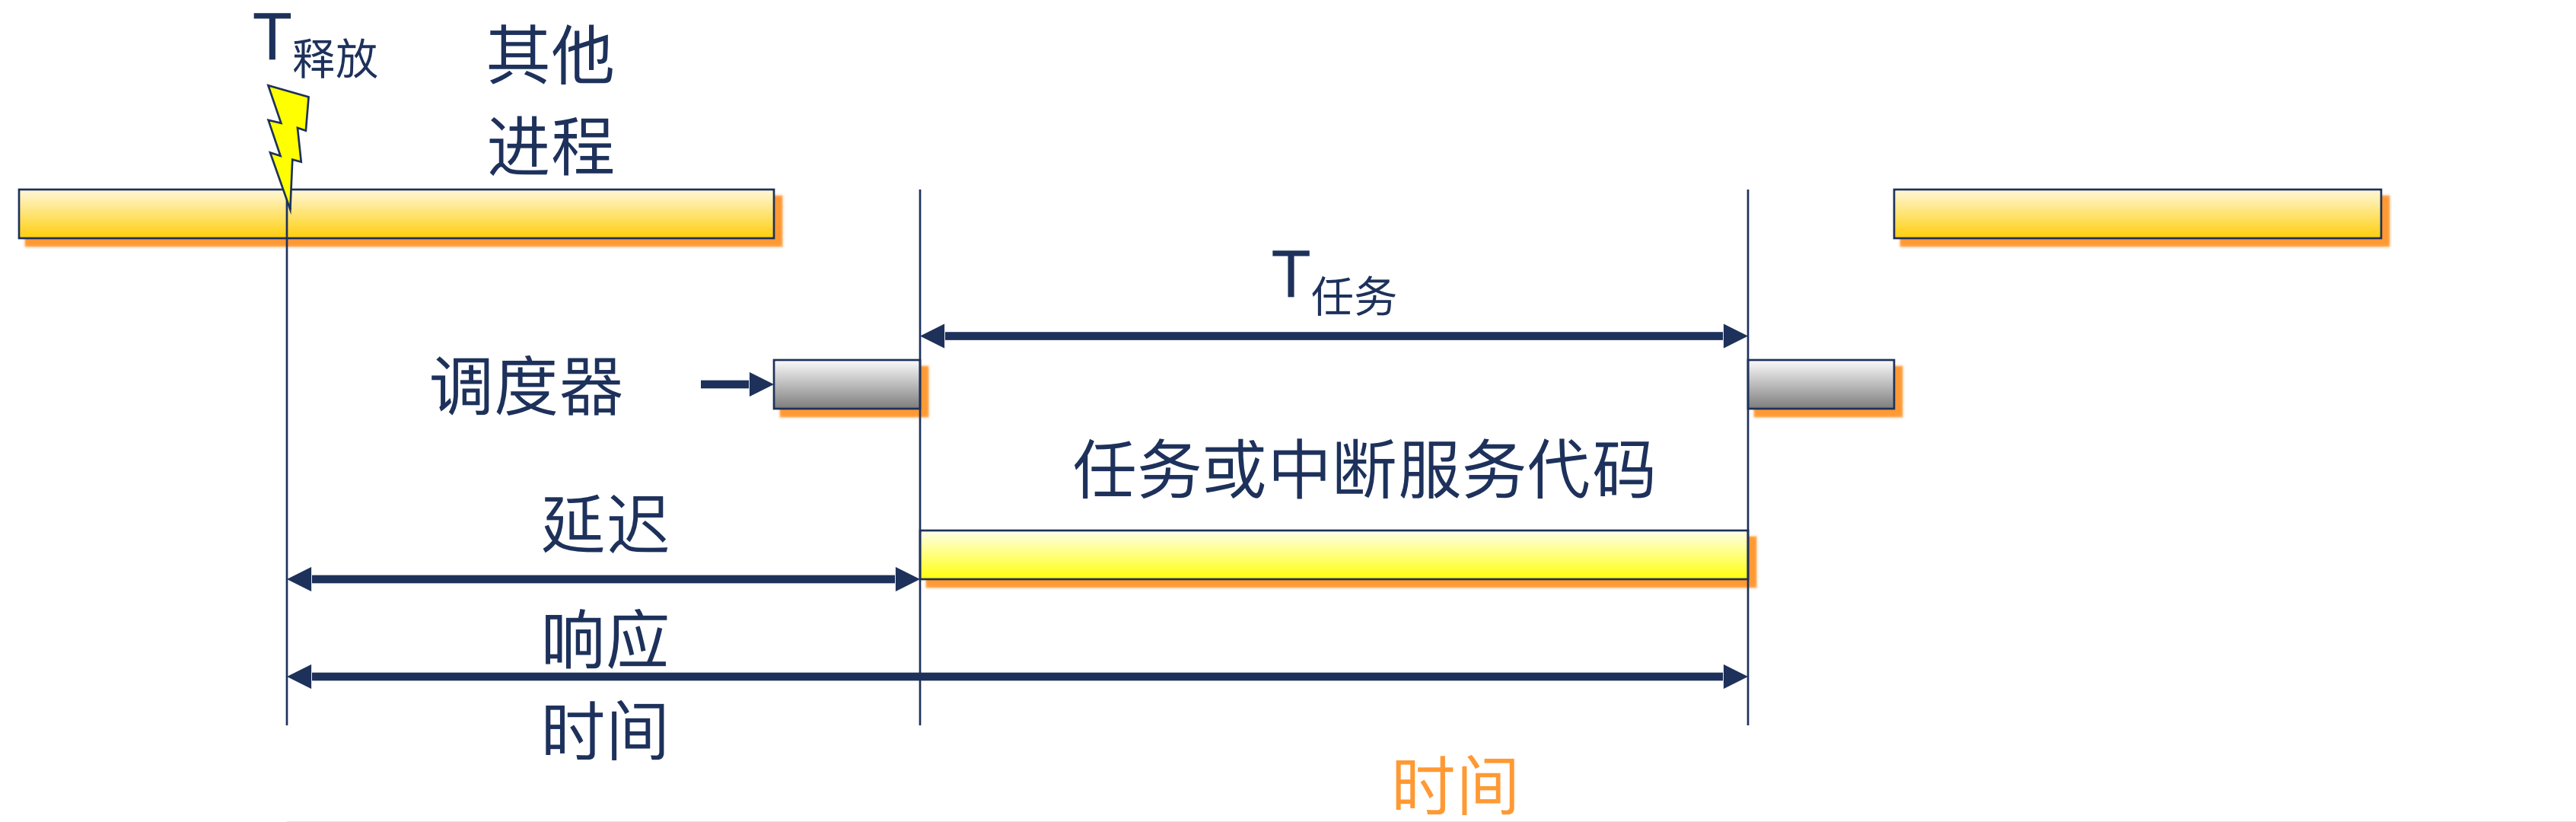 T释放
其他
进程
T任务
调度器
任务或中断服务代码
延迟
响应
时间
时间